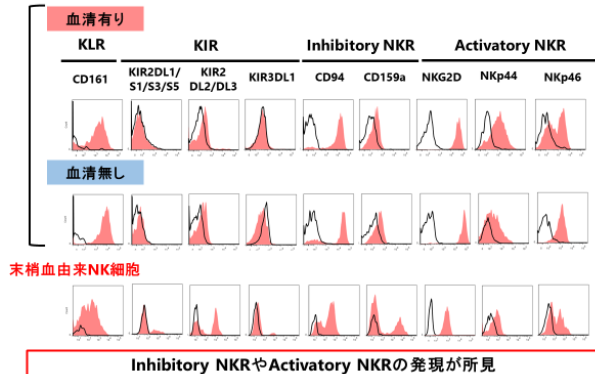 血清有り
KLR KIR Inhibitory NKR Activatory NKR
CD161 KIR2DL1/ S1/S3/S5 KIR2 DL2/DL3 KIR3DL1 CD94 CD159a NKG2D NKp44 NKp46
血清無し
末梢血由来NK細胞
Inhibitory NKRやActivatory NKRの発現が所見